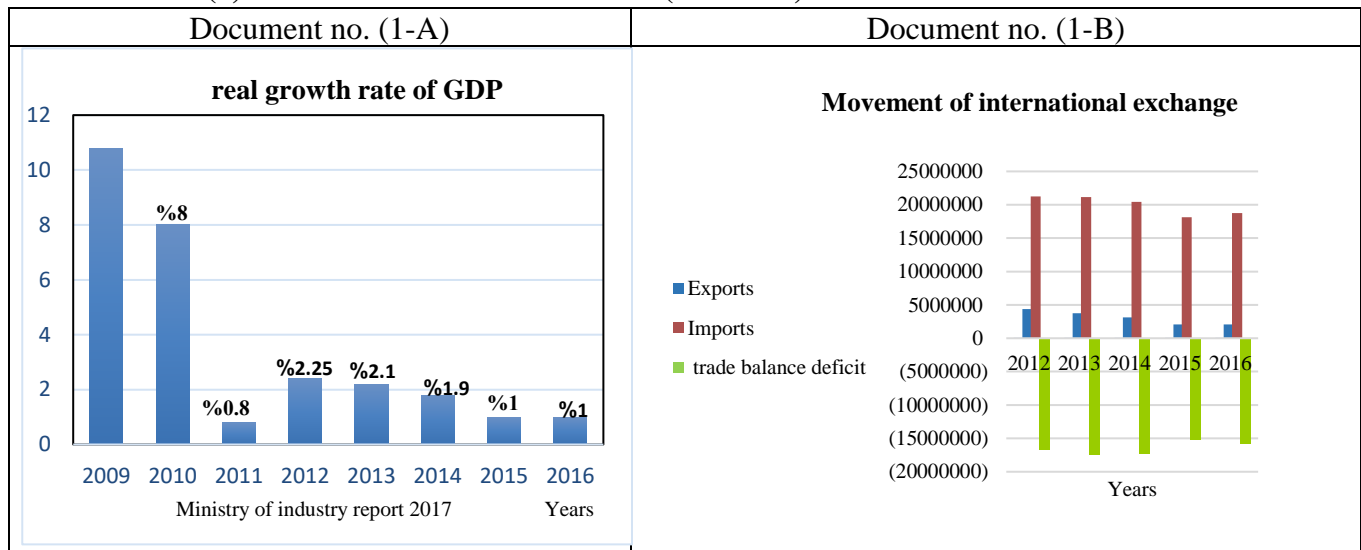 Document no. (1-A)
Document no. (1-B)
real growth rate of GDP
12
10
8
6
4
2
0
%8
%0.8
%2.25
%2.1
%1.9
%1
%1
2009 2010 2011 2012 2013 2014 2015 2016
Ministry of industry report 2017 Years
Movement of international exchange
Exports
Imports
trade balance deficit
25000000
20000000
15000000
10000000
5000000
0
(5000000)
(10000000)
(15000000)
(20000000)
2012 2013 2014 2015 2016
Years